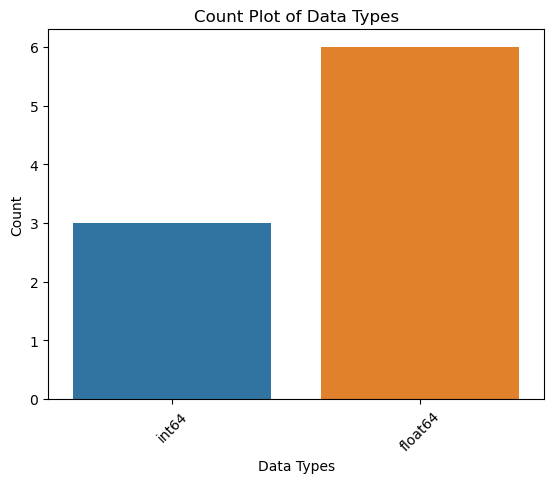 Count Plot of Data Types
Count
6
5
4
3
2
1
0
int64
float64
Data Types